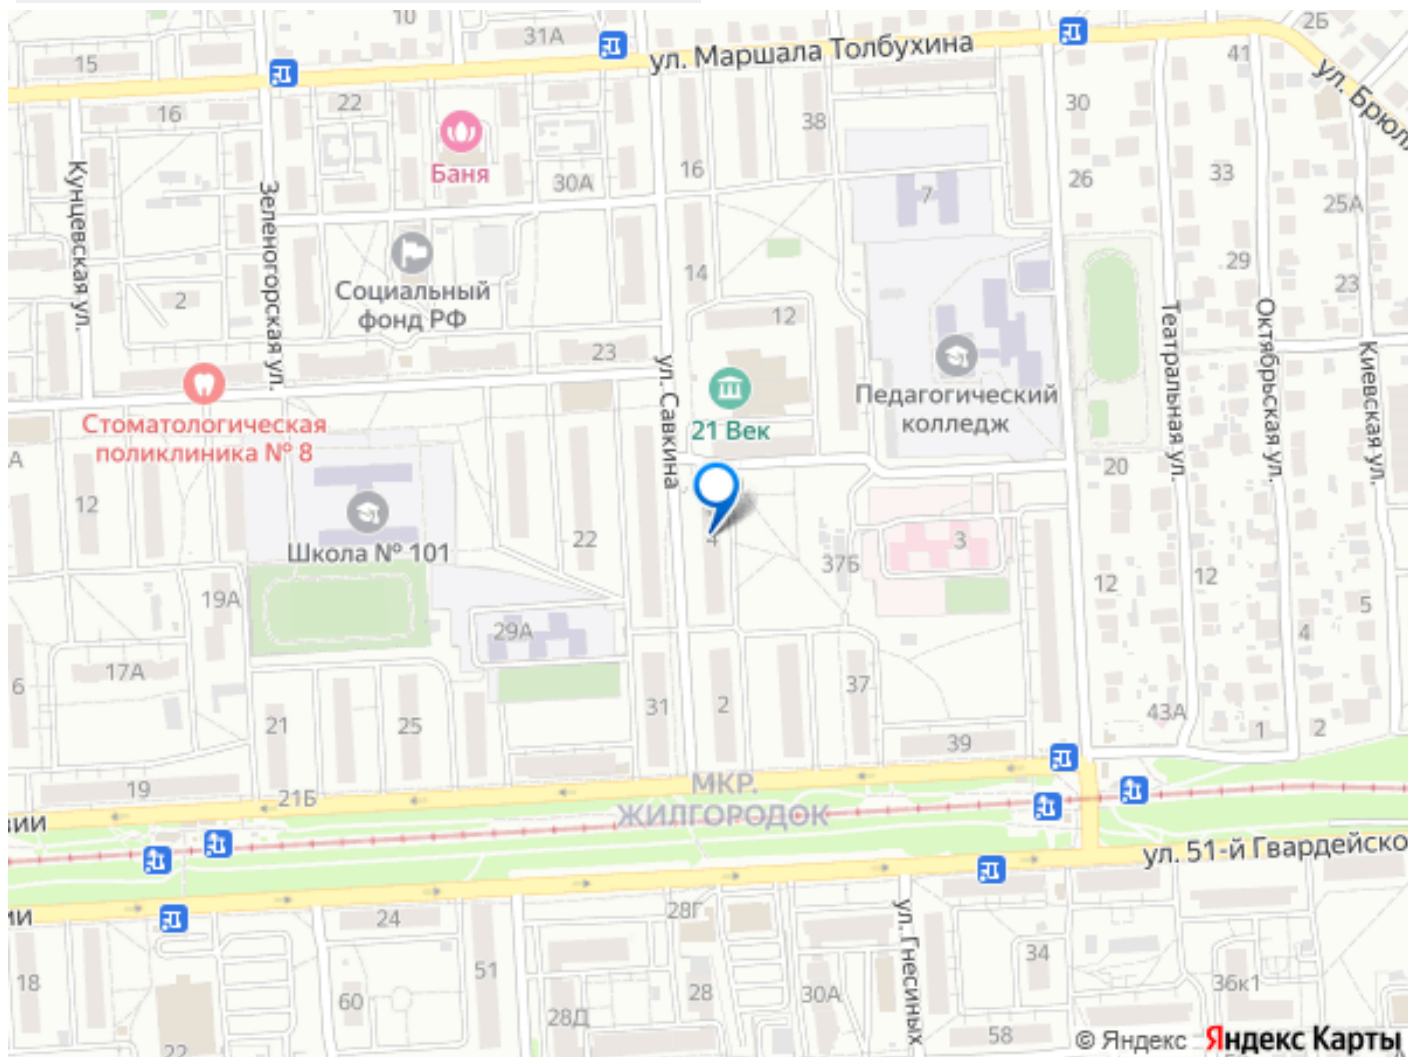 10
31А
ул. Маршала Толбухина
2Б
41
ул. Брюлл
15
16
22
38
30
Баня
30А
16
7
26
33
25А
Кунцевская ул.
Зеленогорская ул.
2
Социальный
фонд РФ
14
12
29
23
23
ул. Савкина
Театральная ул.
Октябрьская ул.
Киевская ул.
Стоматологическая
поликлиника № 8
21 Век
Педагогический
колледж
А
12
20
Школа № 101
22
4
37Б
3
12
12
5
19А
29А
4
17А
6
21
25
31
2
37
39
43А
1
2
19
21Б
МКР.
ЖИЛГОРОДОК
вии
ул. 51-й Гвардейско
ии
24
28Г
ул. Гнесиных
18
51
60
28
30А
34
36к1
28Д
22
58
© Яндекс Яндекс Карты